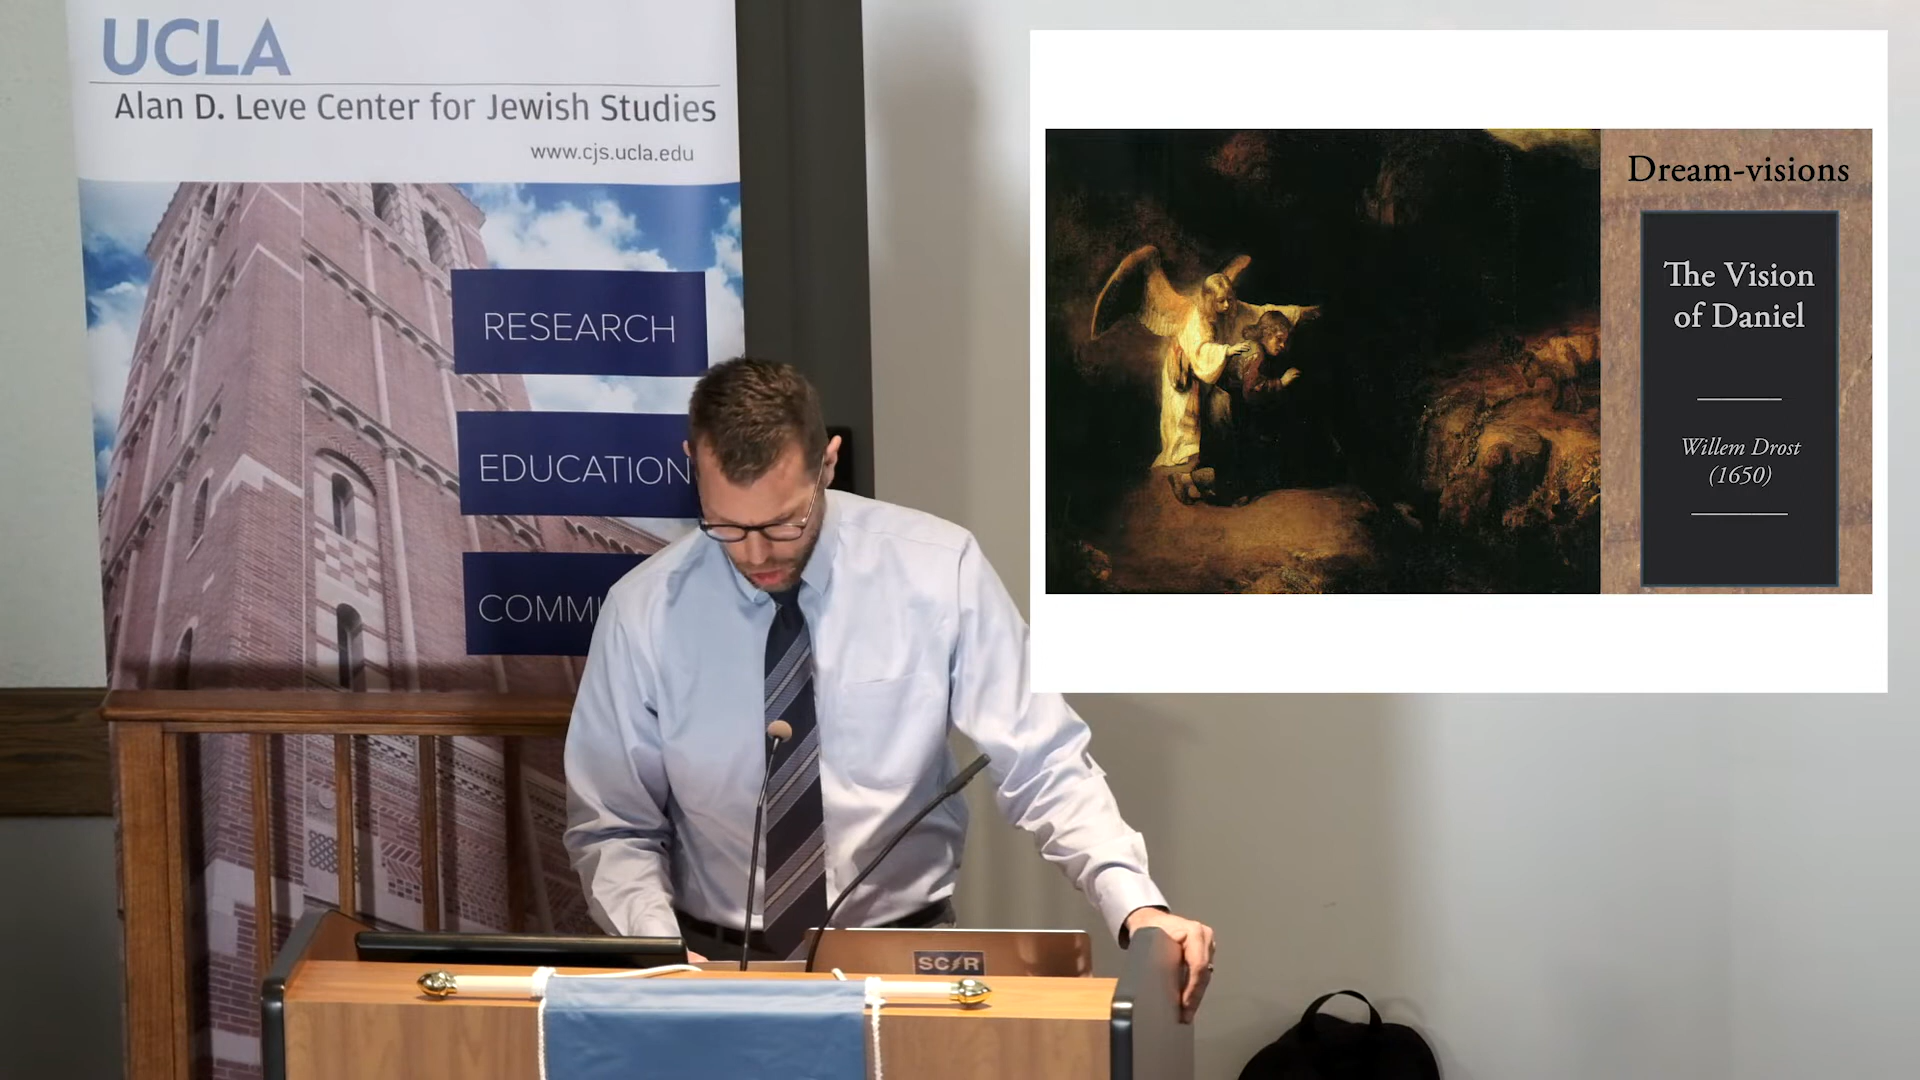 UCLA
Alan D. Leve Center for Jewish Studies
www.cjs.ucla.edu
RESEARCH
EDUCATION
COMMU
Dream-visions
The Vision
of Daniel
Willem Drost
(1650)
SC/R